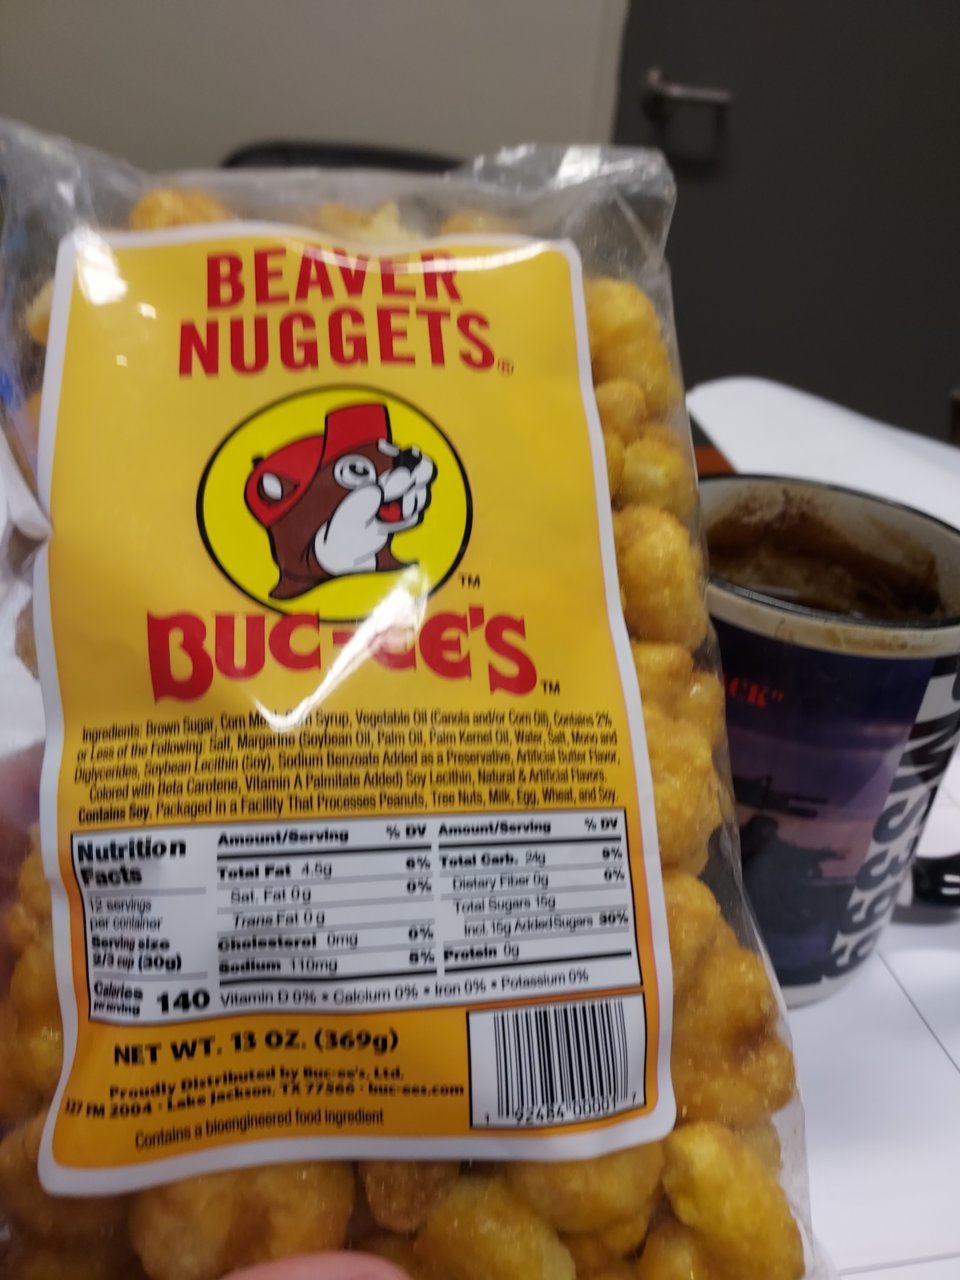 BEAVER
NUGGETS®
TM
BUC-EE'S TM
Ingredients: Brown Sugar, Corn Meal, Corn Syrup, Vegetable Oil (Canola and/or Corn Oil), Contains 2%
or Less of the Following: Salt, Margarine (Soybean Oil, Palm Oil, Palm Kernel Oil, Water, Salt, Mono and
Diglycerides, Soybean Lecithin (Soy), Sodium Benzoate Added as a Preservative, Artificial Butter Flavor,
Colored with Beta Carotene, Vitamin A Palmitate Added) Soy Lecithin, Natural & Artificial Flavors.
Contains Soy. Packaged in a Facility That Processes Peanuts, Tree Nuts, Milk, Egg, Wheat, and Soy.
Nutrition
Facts
12 servings
per container
Serving size
2/3 cup (30g)
Calories
per serving 140
Amount/Serving % DV
Total Fat 4.5g 6%
Sat. Fat 0g 0%
Trans Fat 0g
Cholesterol 0mg 0%
Sodium 110mg 5%
Amount/Serving % DV
Total Carb. 24g 9%
Dietary Fiber 0g 0%
Total Sugars 15g
Incl. 15g Added Sugars 30%
Protein 0g
Vitamin D 0% • Calcium 0% • Iron 0% • Potassium 0%
NET WT. 13 OZ. (369g)
Proudly Distributed by Buc-ee's, Ltd.
327 FM 2004 · Lake Jackson, TX 77566 · buc-ees.com
Contains a bioengineered food ingredient
1 92434 00007 7
CK"